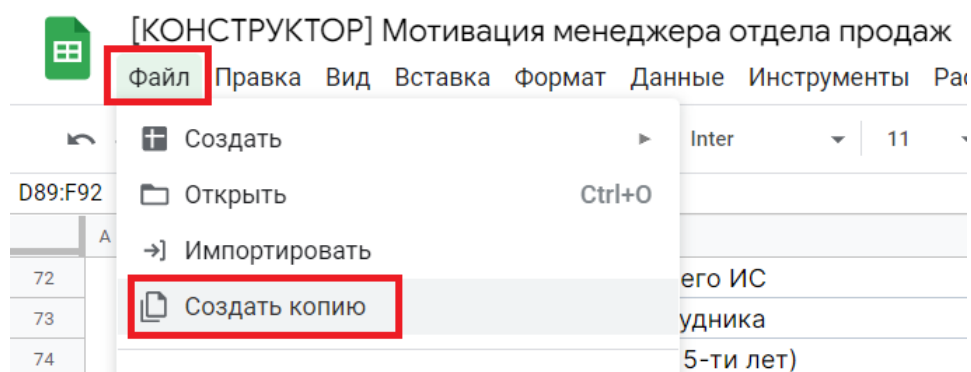 [КОНСТРУКТОР] Мотивация менеджера отдела продаж
Файл Правка Вид Вставка Формат Данные Инструменты
Создать Inter 11
D89:F92 Открыть Ctrl+O
A Импортировать
72 его ИС
Создать копию
73 удника
74 5-ти лет)